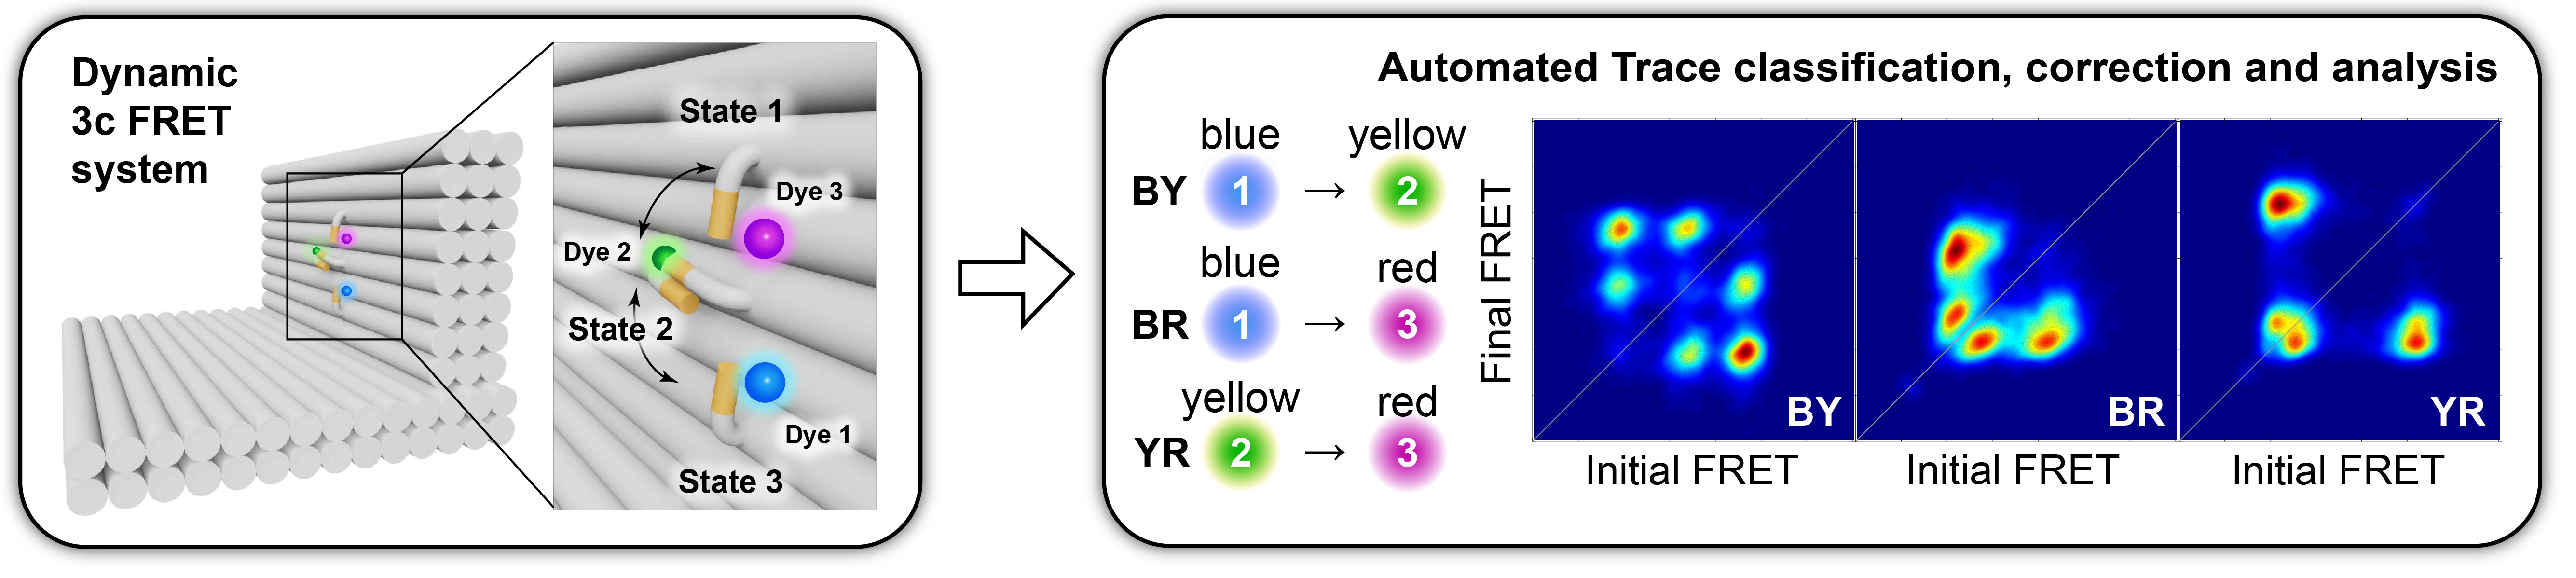 Dynamic
3c FRET
system
State 1
Dye 3
Dye 2
State 2
Dye 1
State 3
Automated Trace classification, correction and analysis
blue yellow
BY 1 → 2
blue red
BR 1 → 3
yellow red
YR 2 → 3
Final FRET
BY
BR
YR
Initial FRET
Initial FRET
Initial FRET